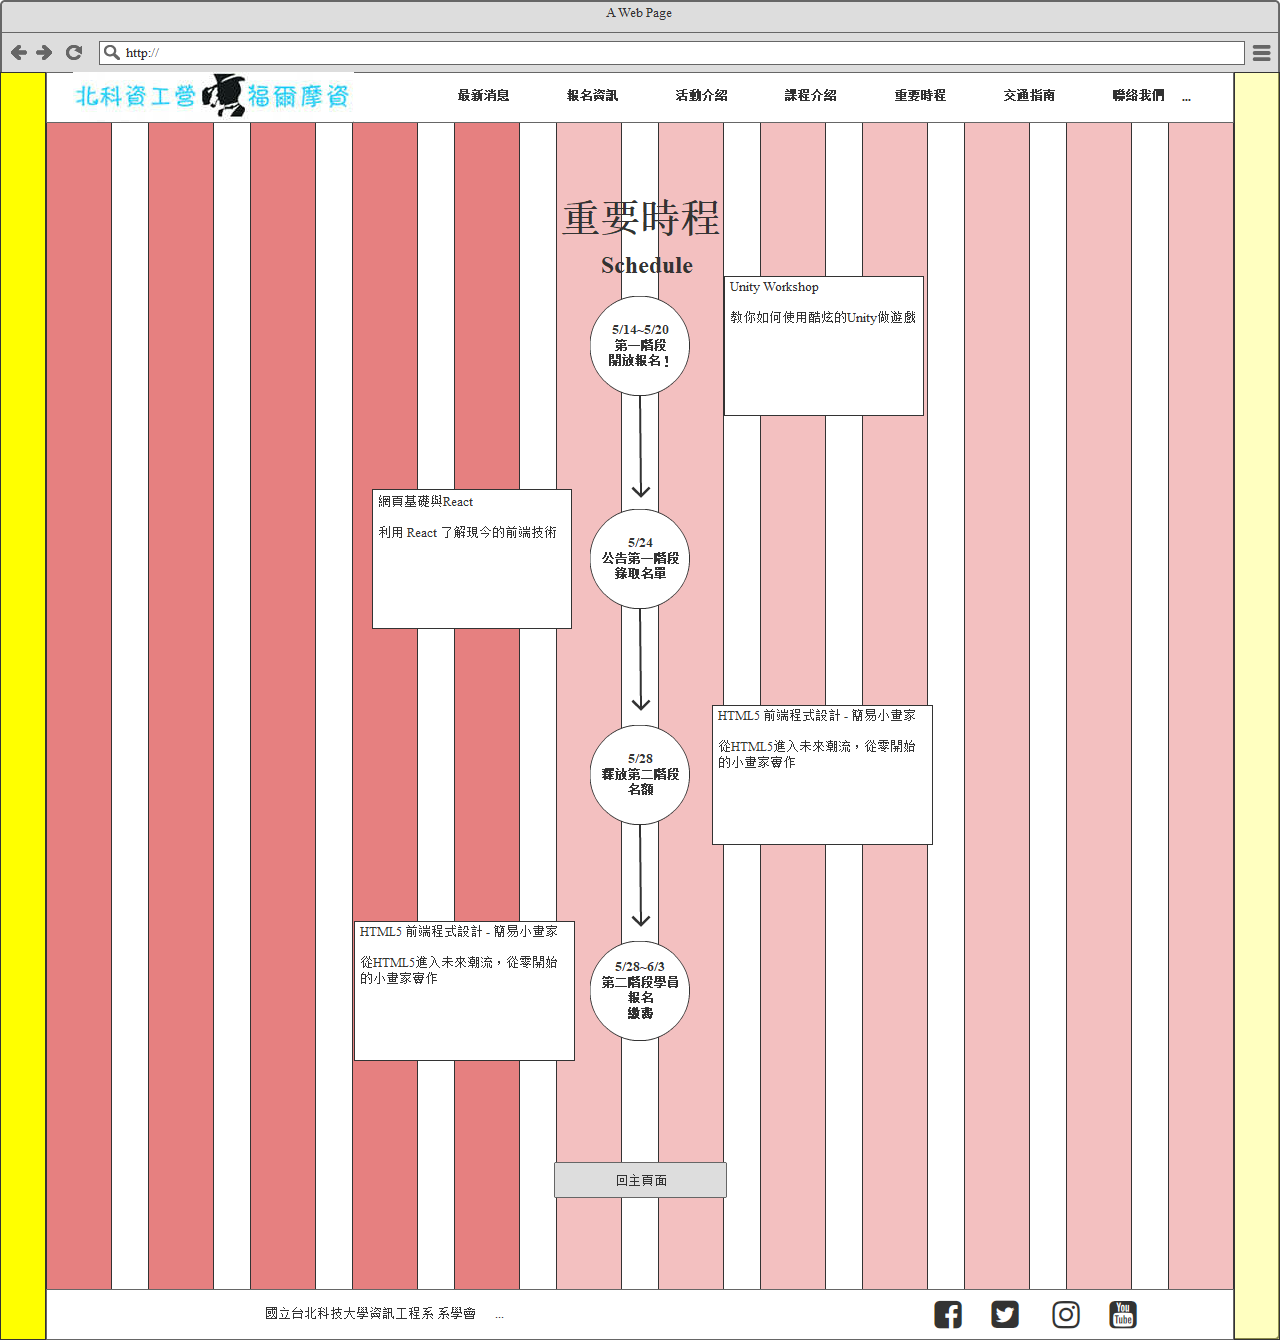 A Web Page
http://
北科資工營 福爾摩資
最新消息 報名資訊 活動介紹 課程介紹 重要時程 交通指南 聯絡我們 ...
重要時程
Schedule
Unity Workshop
教你如何使用酷炫的Unity做遊戲
5/14~5/20
第一階段
開放報名！
網頁基礎與React
利用 React 了解現今的前端技術
5/24
公告第一階段
錄取名單
HTML5 前端程式設計 - 簡易小畫家
從HTML5進入未來潮流，從零開始
的小畫家實作
5/28
釋放第二階段
名額
HTML5 前端程式設計 - 簡易小畫家
從HTML5進入未來潮流，從零開始
的小畫家實作
5/28~6/3
第二階段學員
報名
繳費
回主頁面
國立台北科技大學資訊工程系 系學會 ...
You
Tube